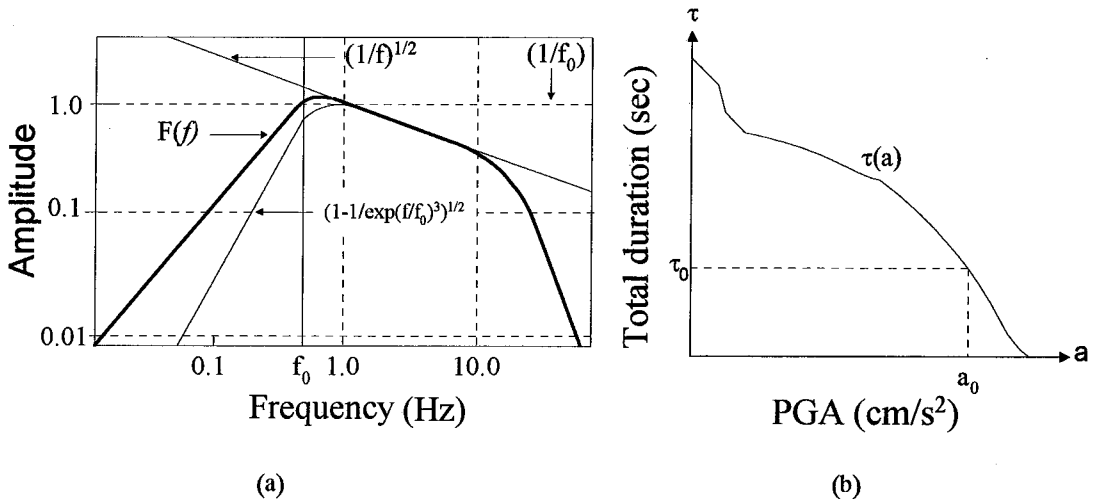 (1/f)^{1/2}
(1/f₀)
1.0
F(f)
0.1
(1-1/exp(f/f₀)³)^{1/2}
0.01
0.1
f₀
1.0
10.0
Amplitude
Frequency (Hz)
(a)
τ
Total duration (sec)
τ(a)
τ₀
a
a₀
PGA (cm/s²)
(b)